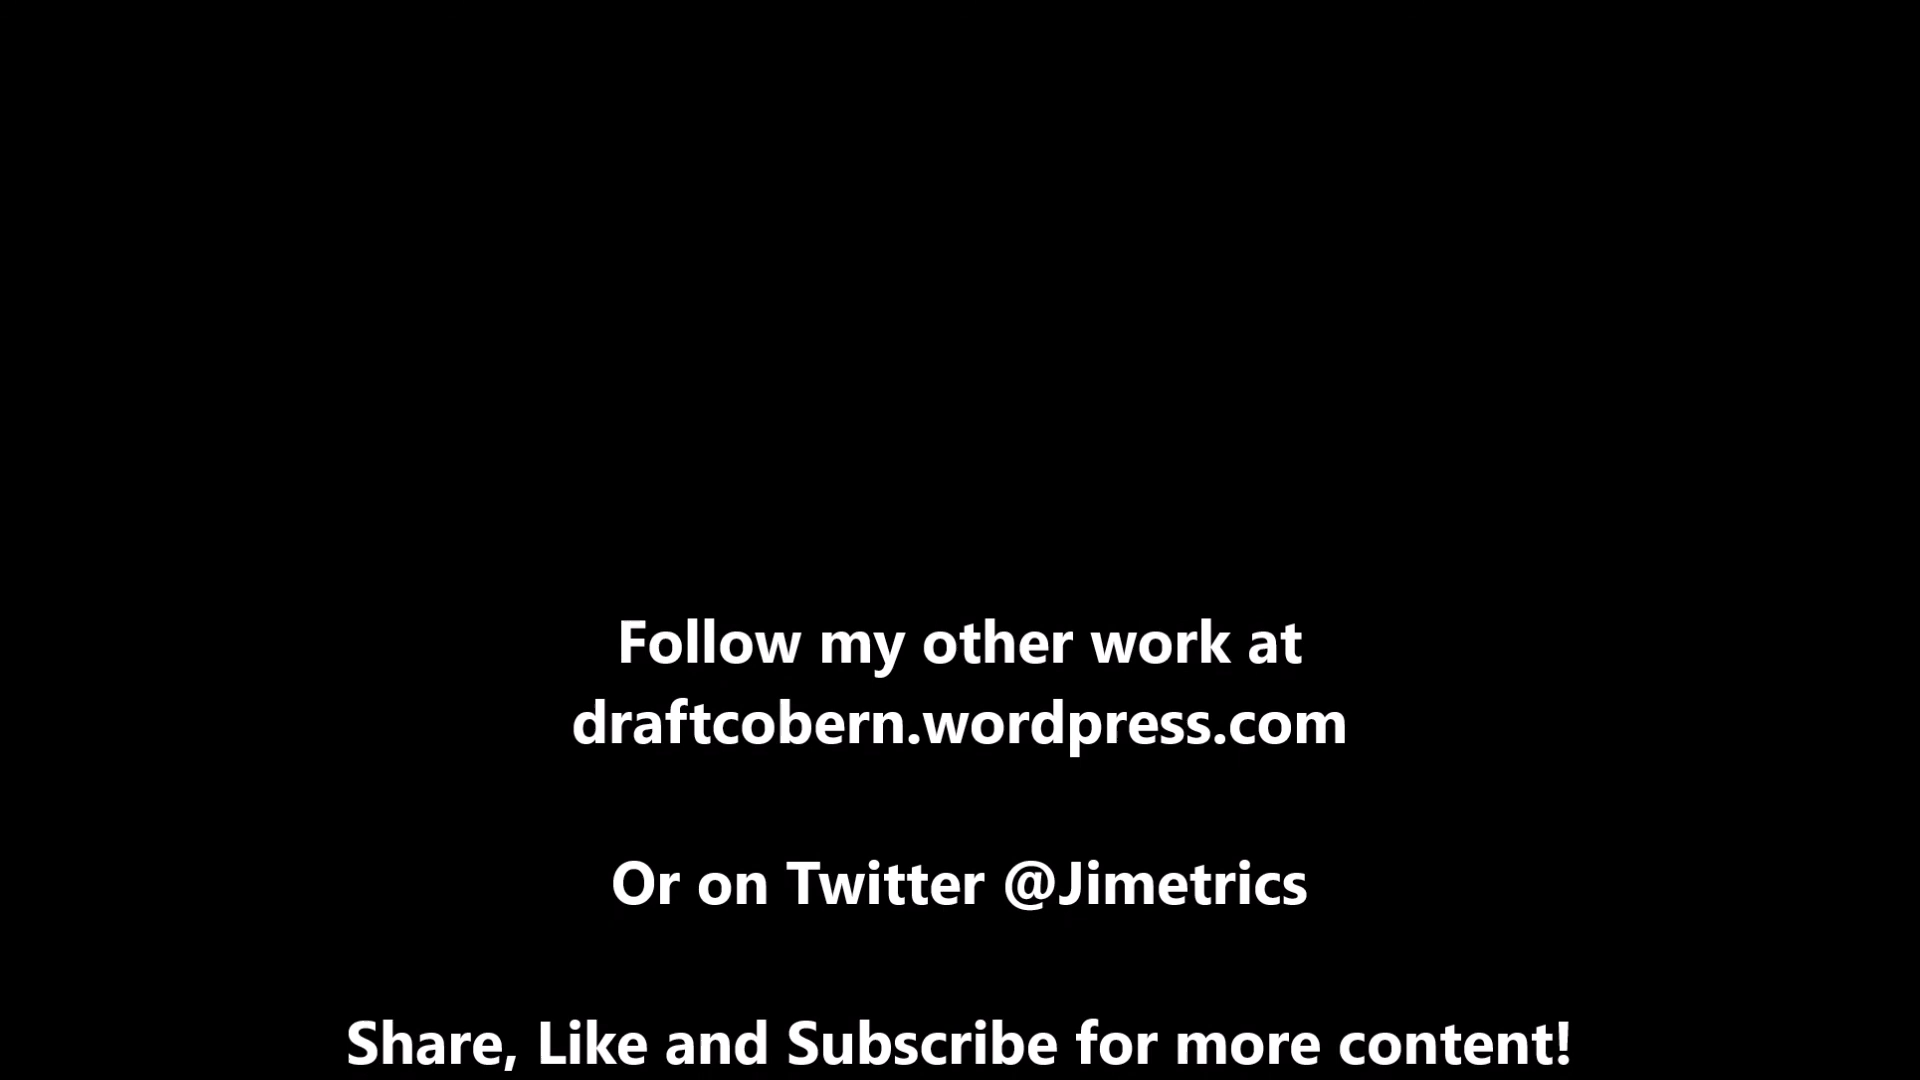 Follow my other work at
draftcobern.wordpress.com
Or on Twitter @Jimetrics
Share, Like and Subscribe for more content!